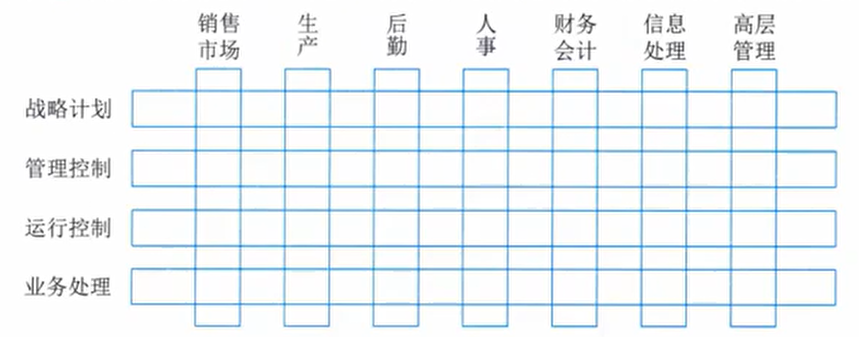 销售 生 后 人 财务 信息 高层
市场 产 勤 事 会计 处理 管理
战略计划
管理控制
运行控制
业务处理